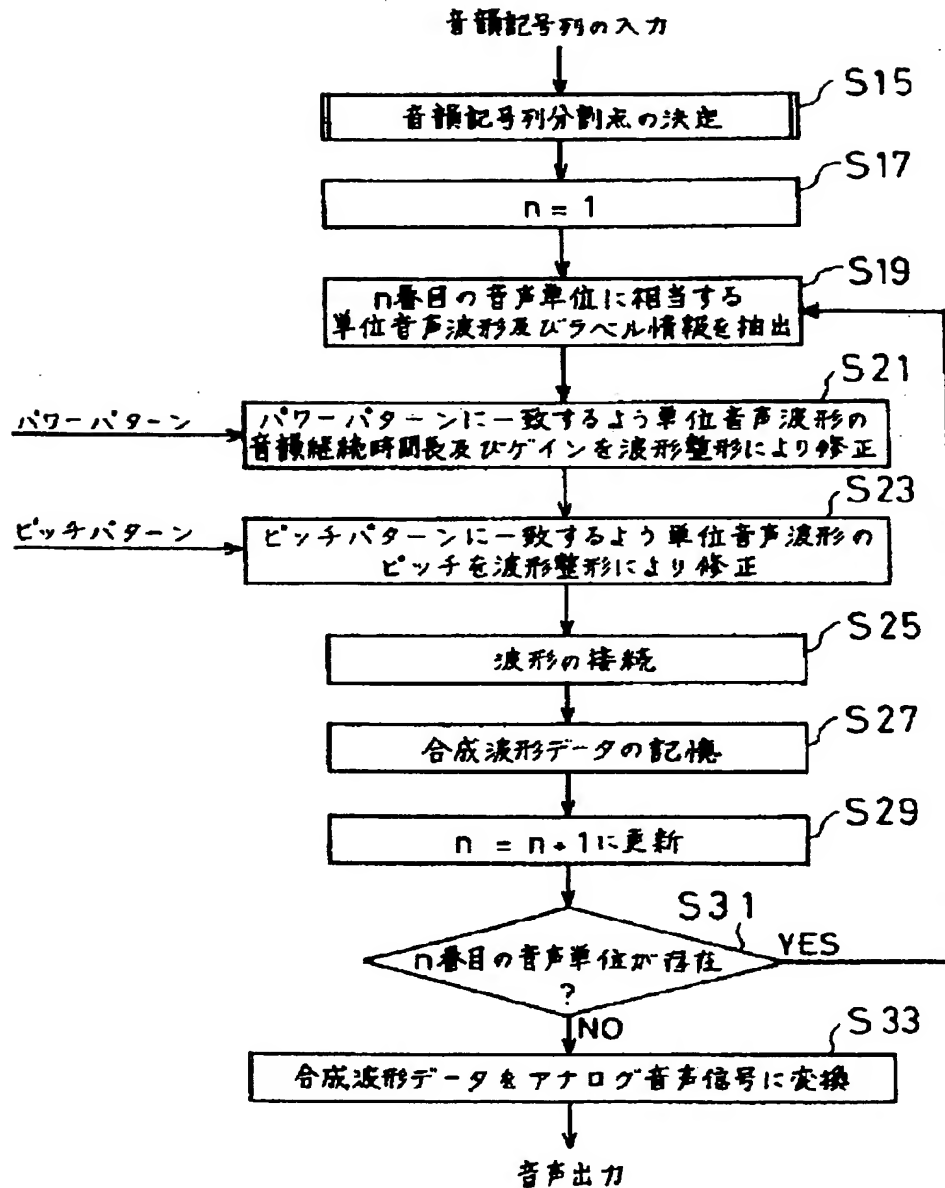 音韻記号列の入力
S15
音韻記号列分割点の決定
S17
n = 1
S19
n番目の音声単位に相当する
単位音声波形及びラベル情報を抽出
S21
パワーパターン
パワーパターンに一致するよう単位音声波形の
音韻継続時間長及びゲインを波形整形により修正
S23
ピッチパターン
ピッチパターンに一致するよう単位音声波形の
ピッチを波形整形により修正
S25
波形の接続
S27
合成波形データの記憶
S29
n = n+1に更新
S31
n番目の音声単位が存在
?
YES
NO
S33
合成波形データをアナログ音声信号に変換
音声出力